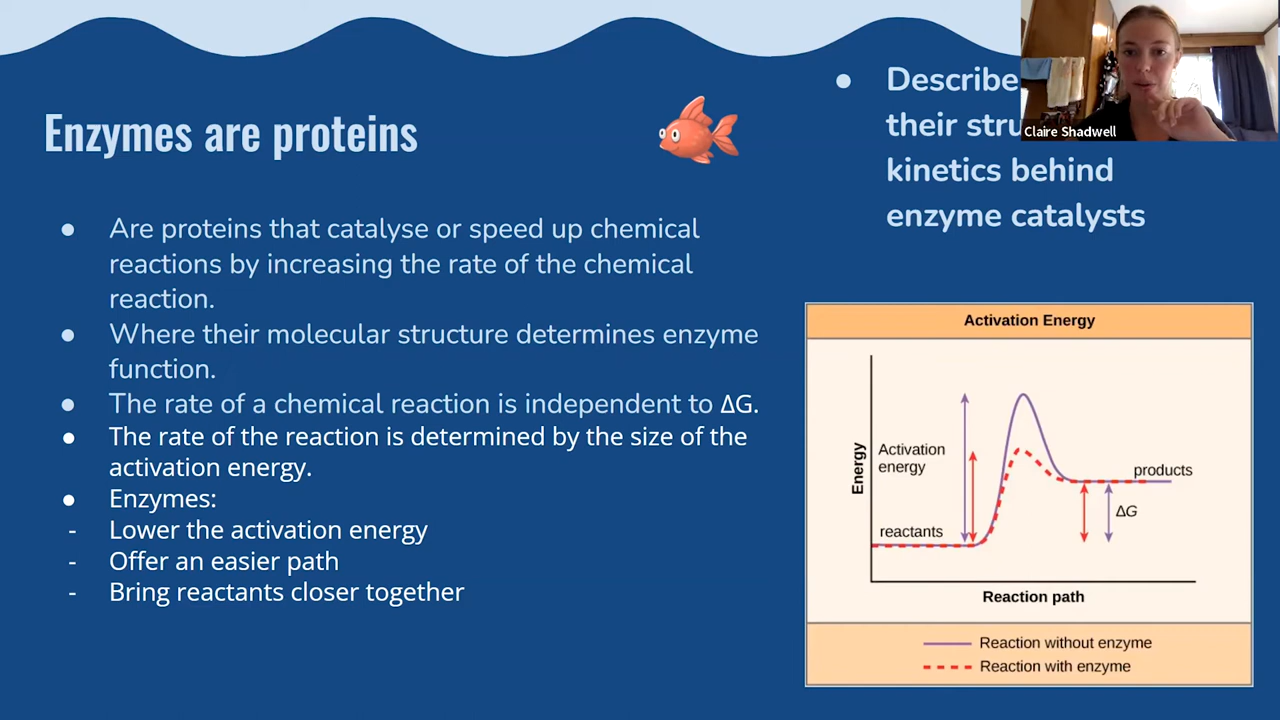 Enzymes are proteins
● Are proteins that catalyse or speed up chemical
reactions by increasing the rate of the chemical
reaction.
● Where their molecular structure determines enzyme
function.
● The rate of a chemical reaction is independent to ΔG.
● The rate of the reaction is determined by the size of the
activation energy.
● Enzymes:
- Lower the activation energy
- Offer an easier path
- Bring reactants closer together
● Describe
their
kinetics behind
enzyme catalysts
Claire Shadwell
Activation Energy
Energy
Activation
energy
reactants
products
ΔG
Reaction path
Reaction without enzyme
Reaction with enzyme